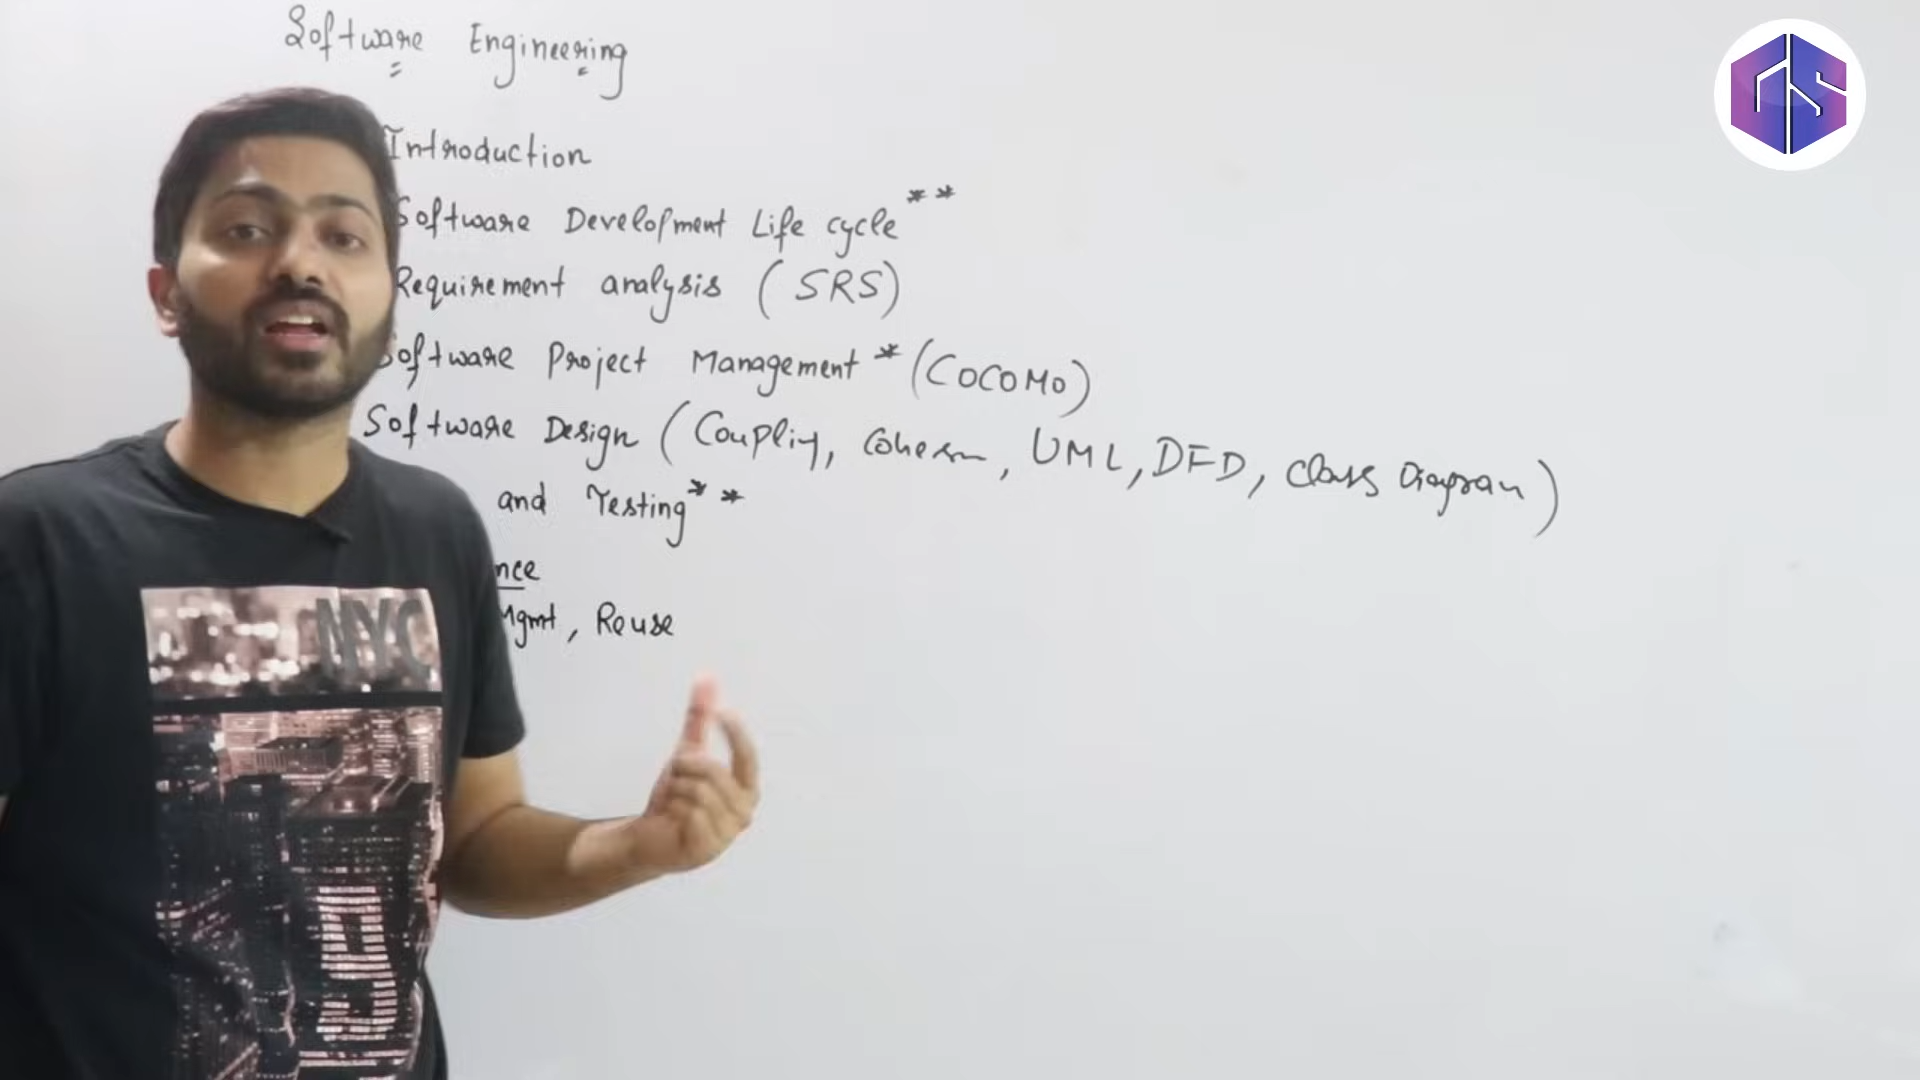 Software Engineering
Introduction
Software Development Life cycle **
Requirement analysis (SRS)
Software Project Management * (COCOMO)
Software Design (Coupling, Cohesion, UML, DFD, Class Diagram)
and Testing **
nce
Mgmt, Reuse
NYC
GS